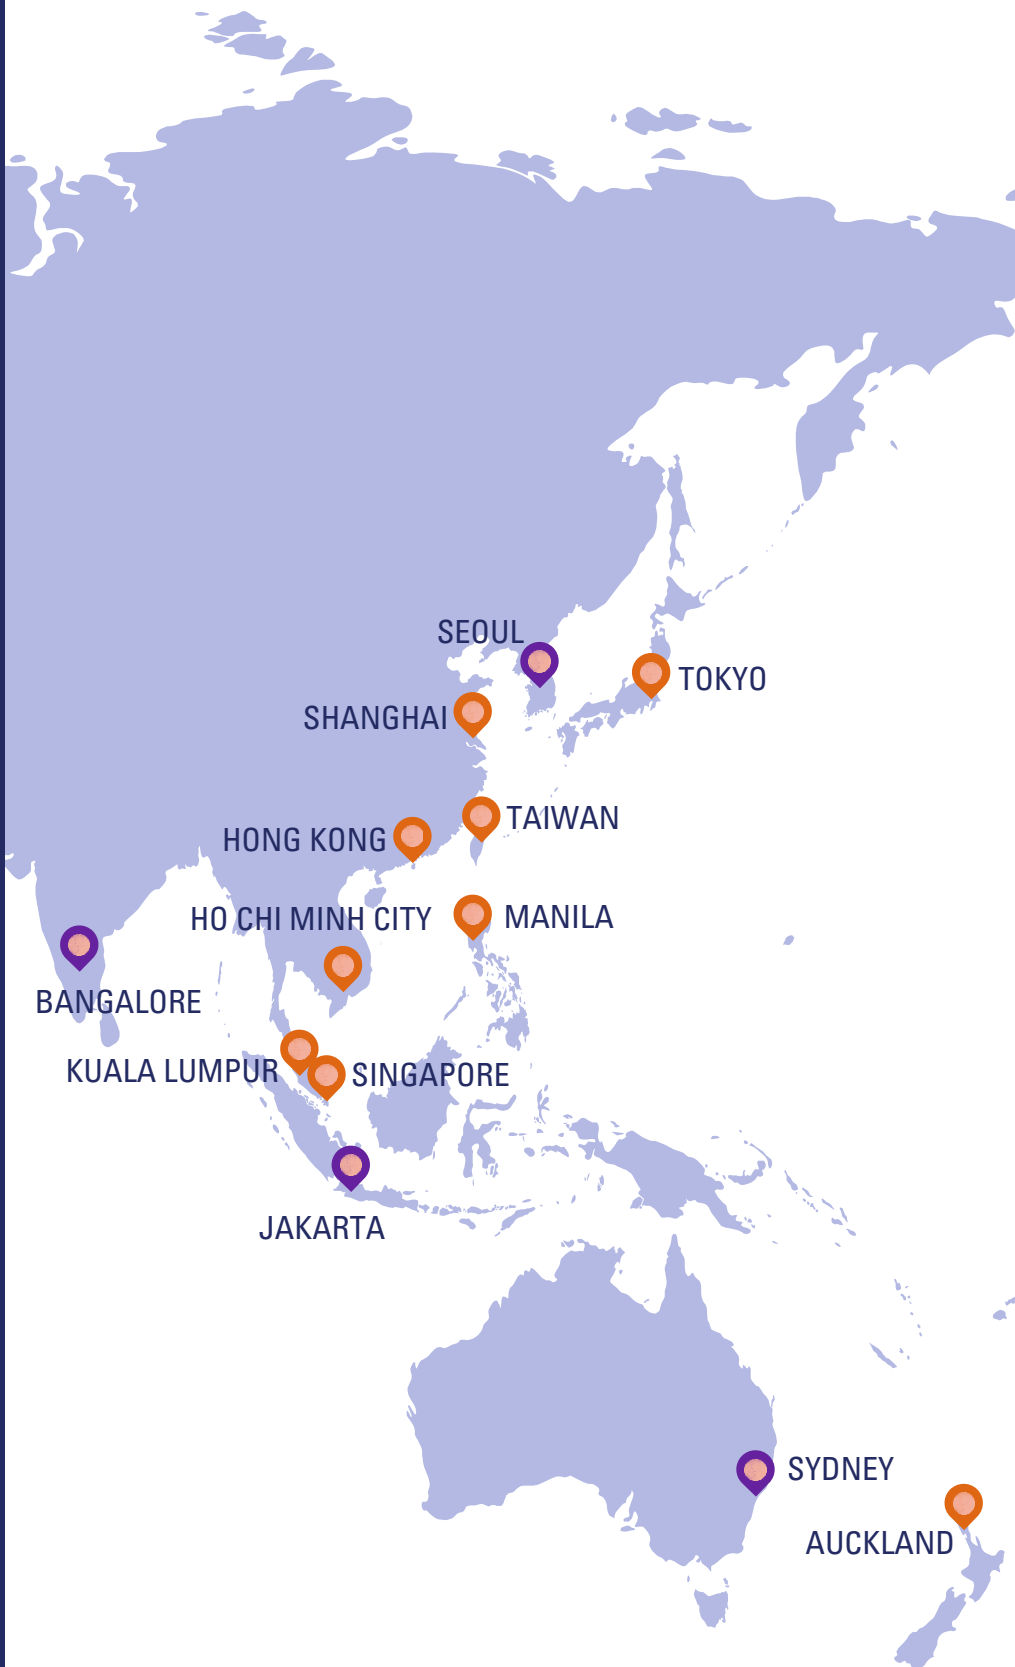 SEOUL
TOKYO
SHANGHAI
TAIWAN
HONG KONG
HO CHI MINH CITY
MANILA
BANGALORE
KUALA LUMPUR
SINGAPORE
JAKARTA
SYDNEY
AUCKLAND